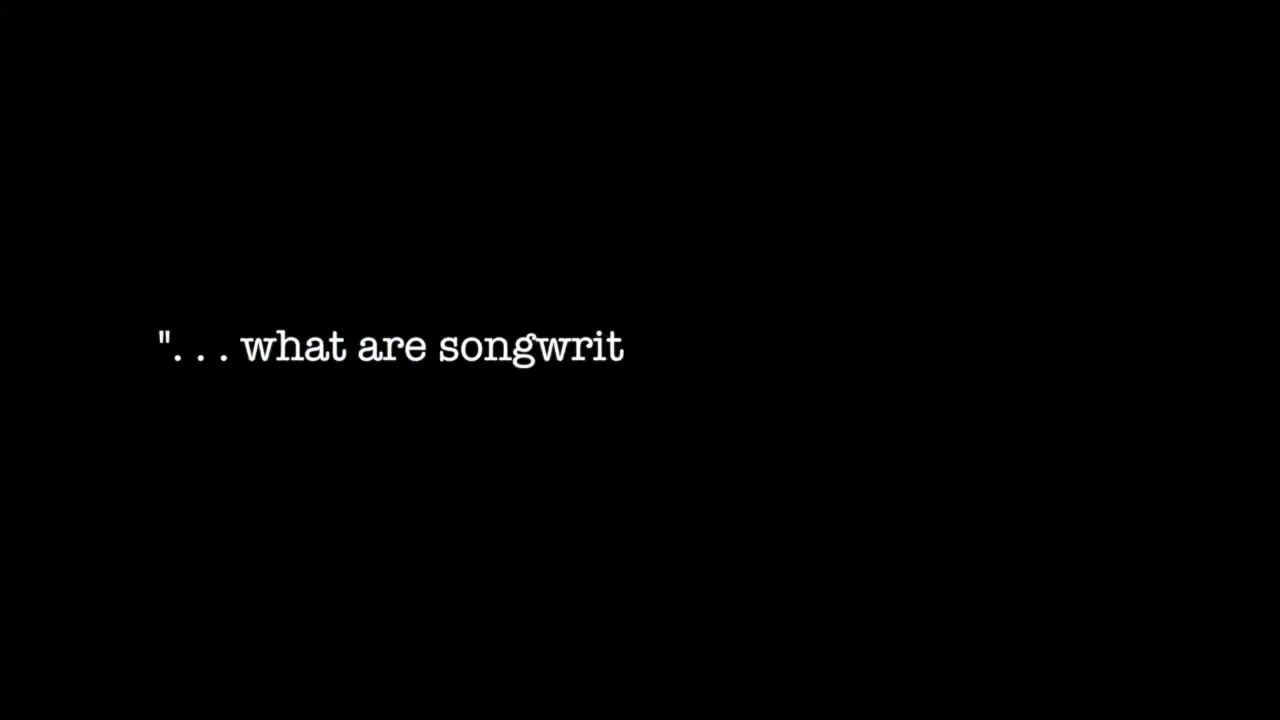 ". . . what are songwrit